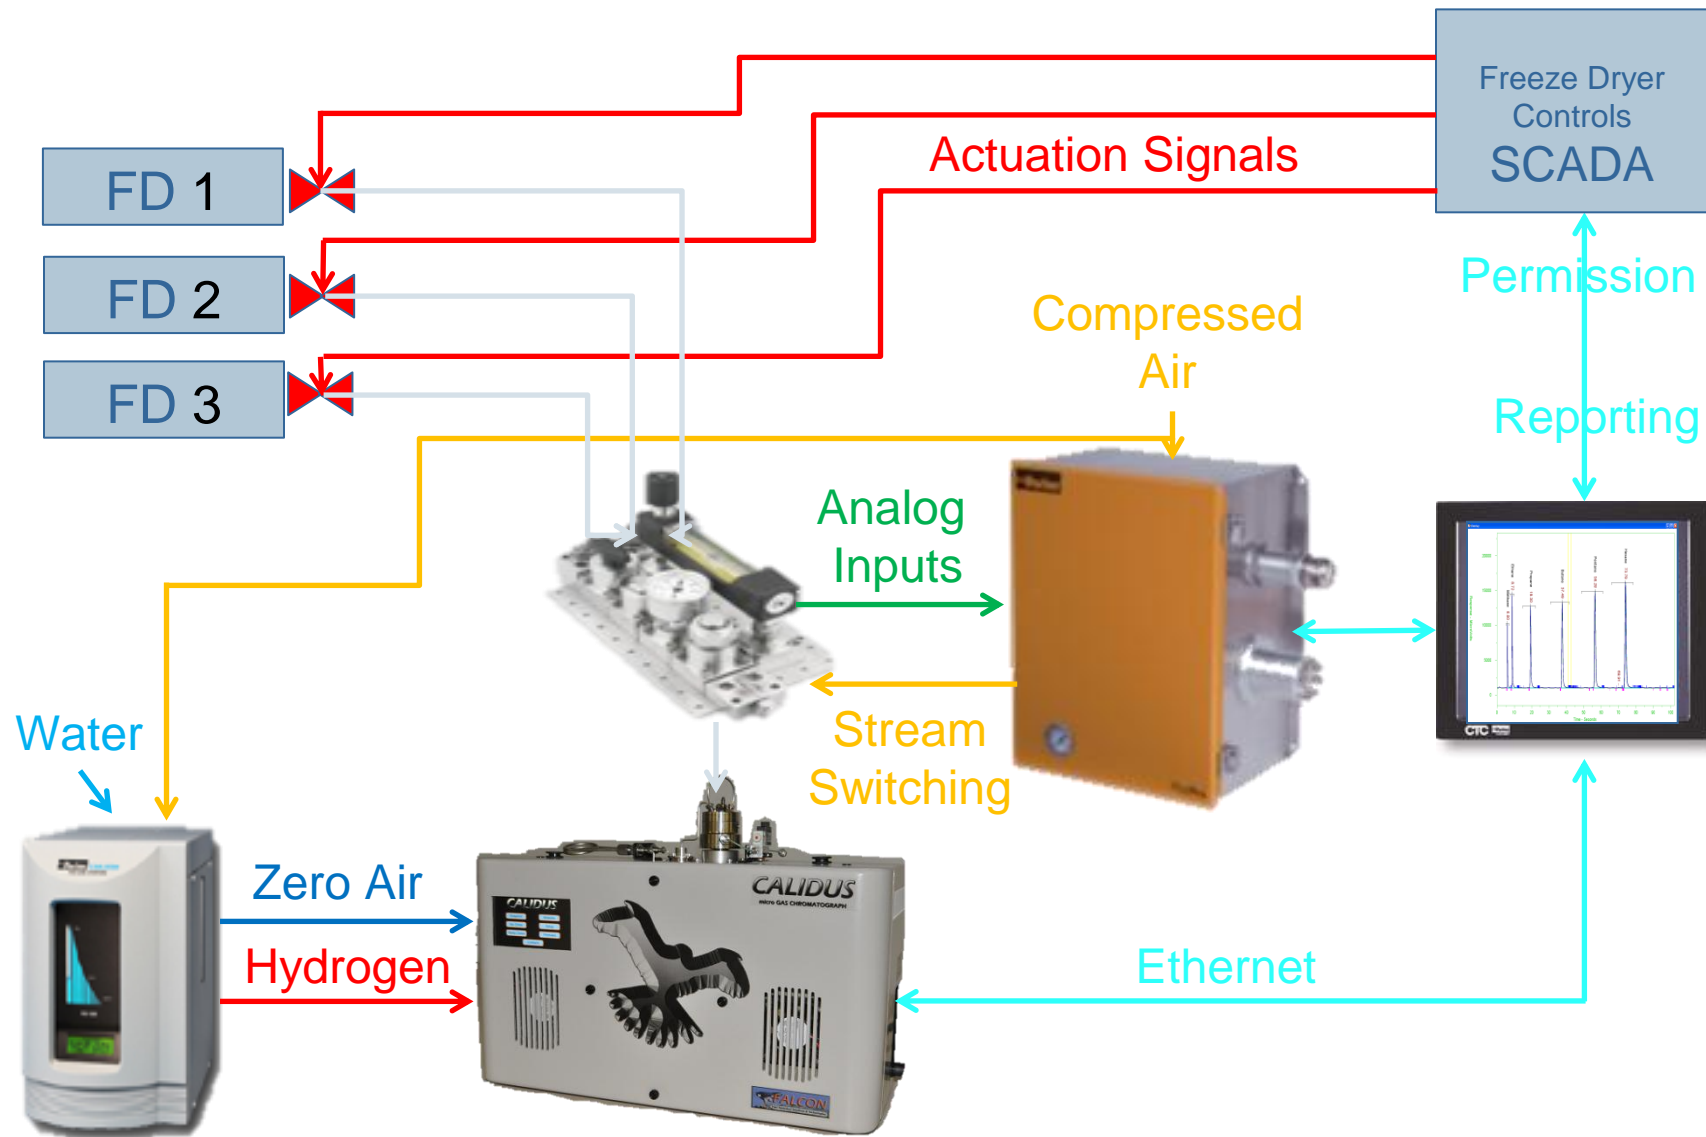 Freeze Dryer
Controls
SCADA
Actuation Signals
FD 1
FD 2
FD 3
Permission
Compressed
Air
Reporting
Analog
Inputs
Stream
Switching
Water
CTC
Zero Air
Hydrogen
CALIDUS
micro GAS CHROMATOGRAPH
CALIDUS
Ethernet
FALCON